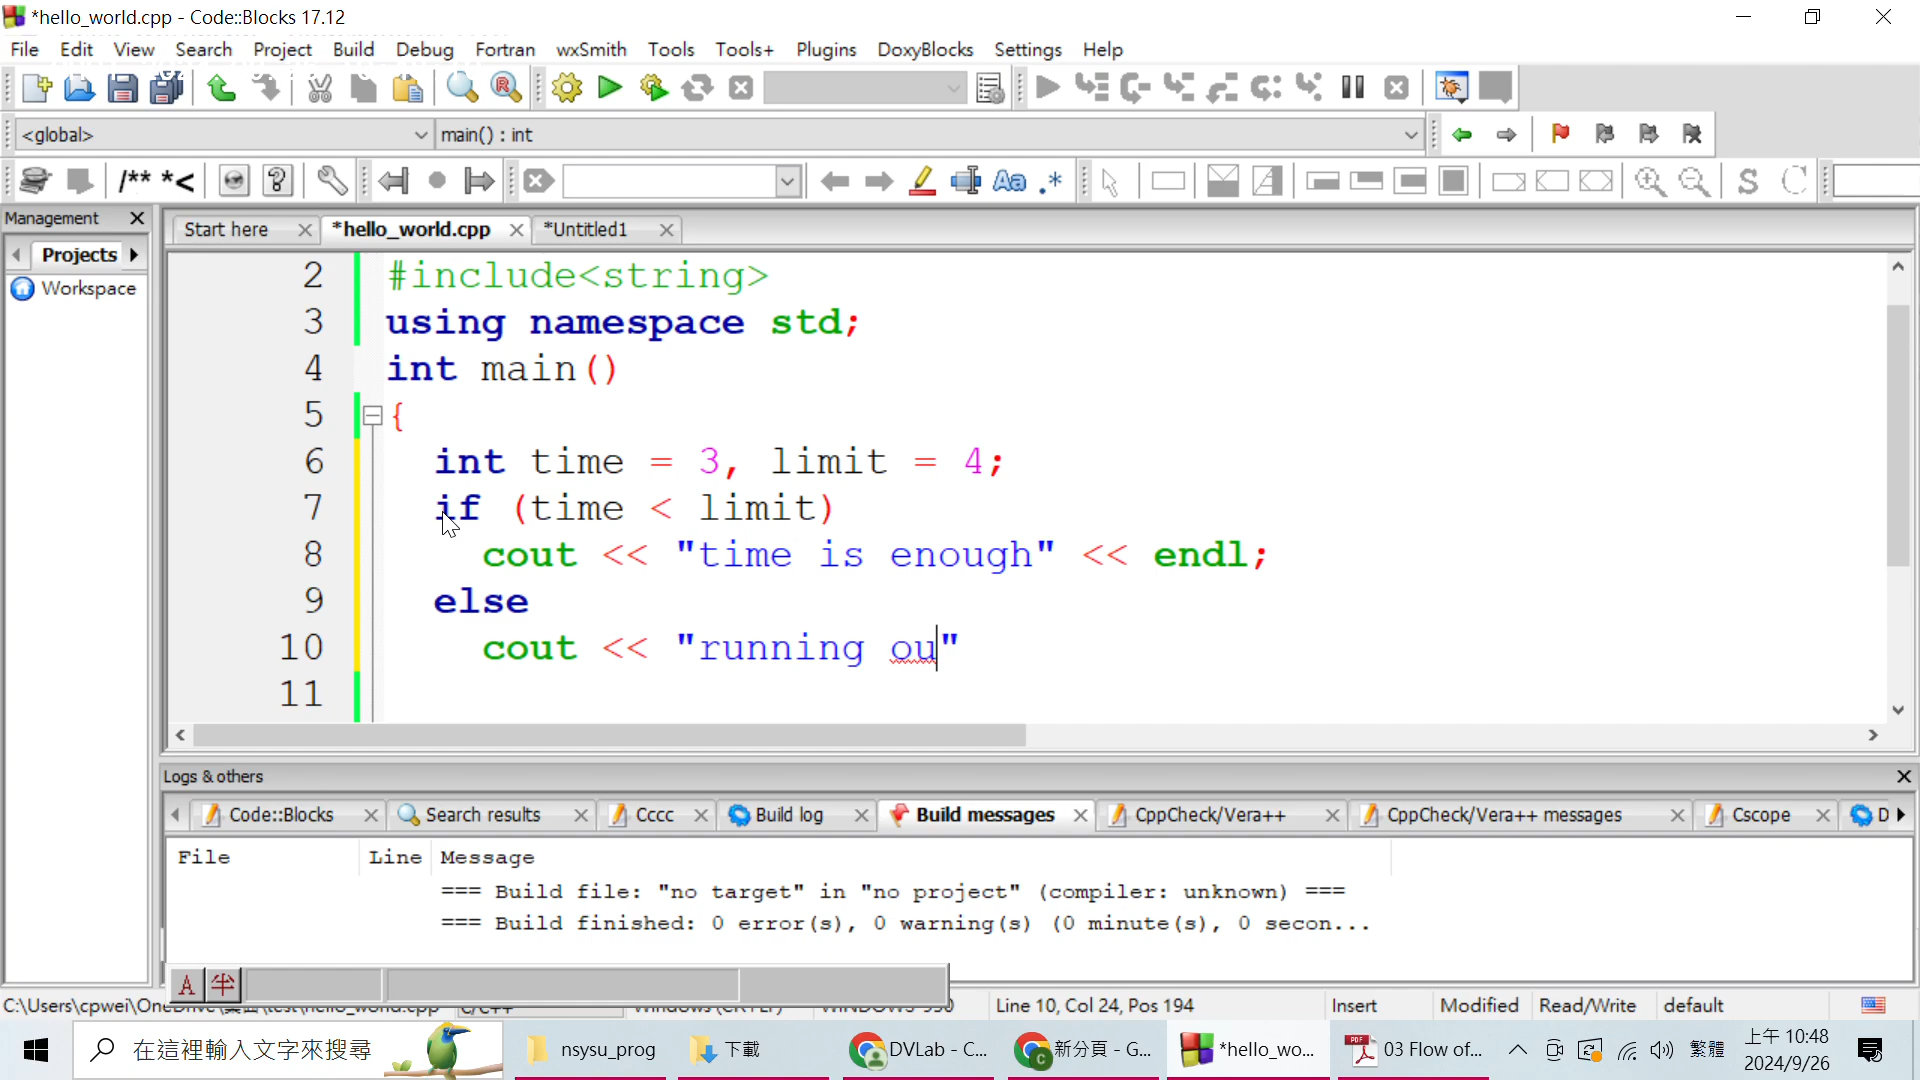 *hello_world.cpp - Code::Blocks 17.12
File Edit View Search Project Build Debug Fortran wxSmith Tools Tools+ Plugins DoxyBlocks Settings Help
<global> main() : int
/** *<
Management
Start here *hello_world.cpp *Untitled1
Projects
Workspace
2 #include<string>
3 using namespace std;
4 int main()
5 {
6 int time = 3, limit = 4;
7 if (time < limit)
8 cout << "time is enough" << endl;
9 else
10 cout << "running ou"
11
Logs & others
Code::Blocks Search results Cccc Build log Build messages CppCheck/Vera++ CppCheck/Vera++ messages Cscope D
File Line Message
=== Build file: "no target" in "no project" (compiler: unknown) ===
=== Build finished: 0 error(s), 0 warning(s) (0 minute(s), 0 secon...
A 半
Line 10, Col 24, Pos 194 Insert Modified Read/Write default
在這裡輸入文字來搜尋 nsysu_prog 下載 DVLab - C... 新分頁 - G... *hello_wo... 03 Flow of... 繁體 上午 10:48
2024/9/26